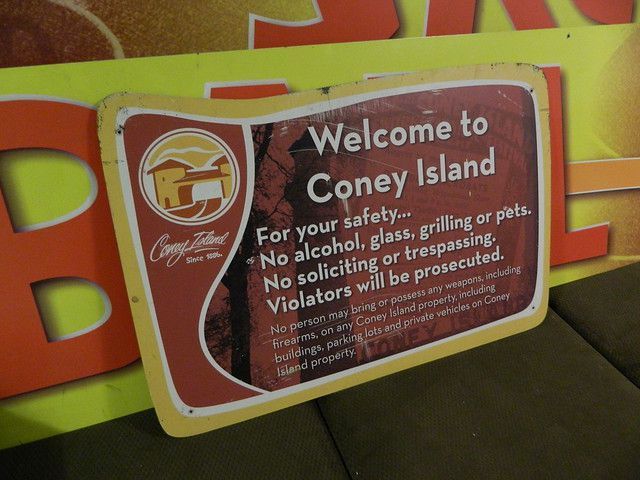 Welcome to
Coney Island
For your safety...
No alcohol, glass, grilling or pets.
No soliciting or trespassing.
Violators will be prosecuted.
No person may bring or possess any weapons, including
firearms, on any Coney Island property, including
buildings, parking lots and private vehicles on Coney
Island property.
Coney Island
Since 1886.